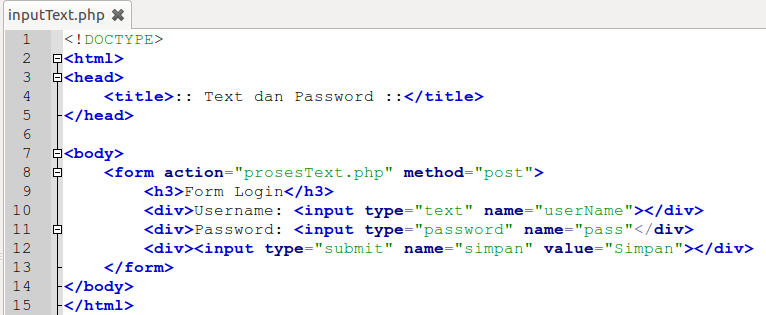 inputText.php
1 <!DOCTYPE>
2 <html>
3 <head>
4 <title>:: Text dan Password ::</title>
5 </head>
6
7 <body>
8 <form action="prosesText.php" method="post">
9 <h3>Form Login</h3>
10 <div>Username: <input type="text" name="userName"></div>
11 <div>Password: <input type="password" name="pass"</div>
12 <div><input type="submit" name="simpan" value="Simpan"></div>
13 </form>
14 </body>
15 </html>